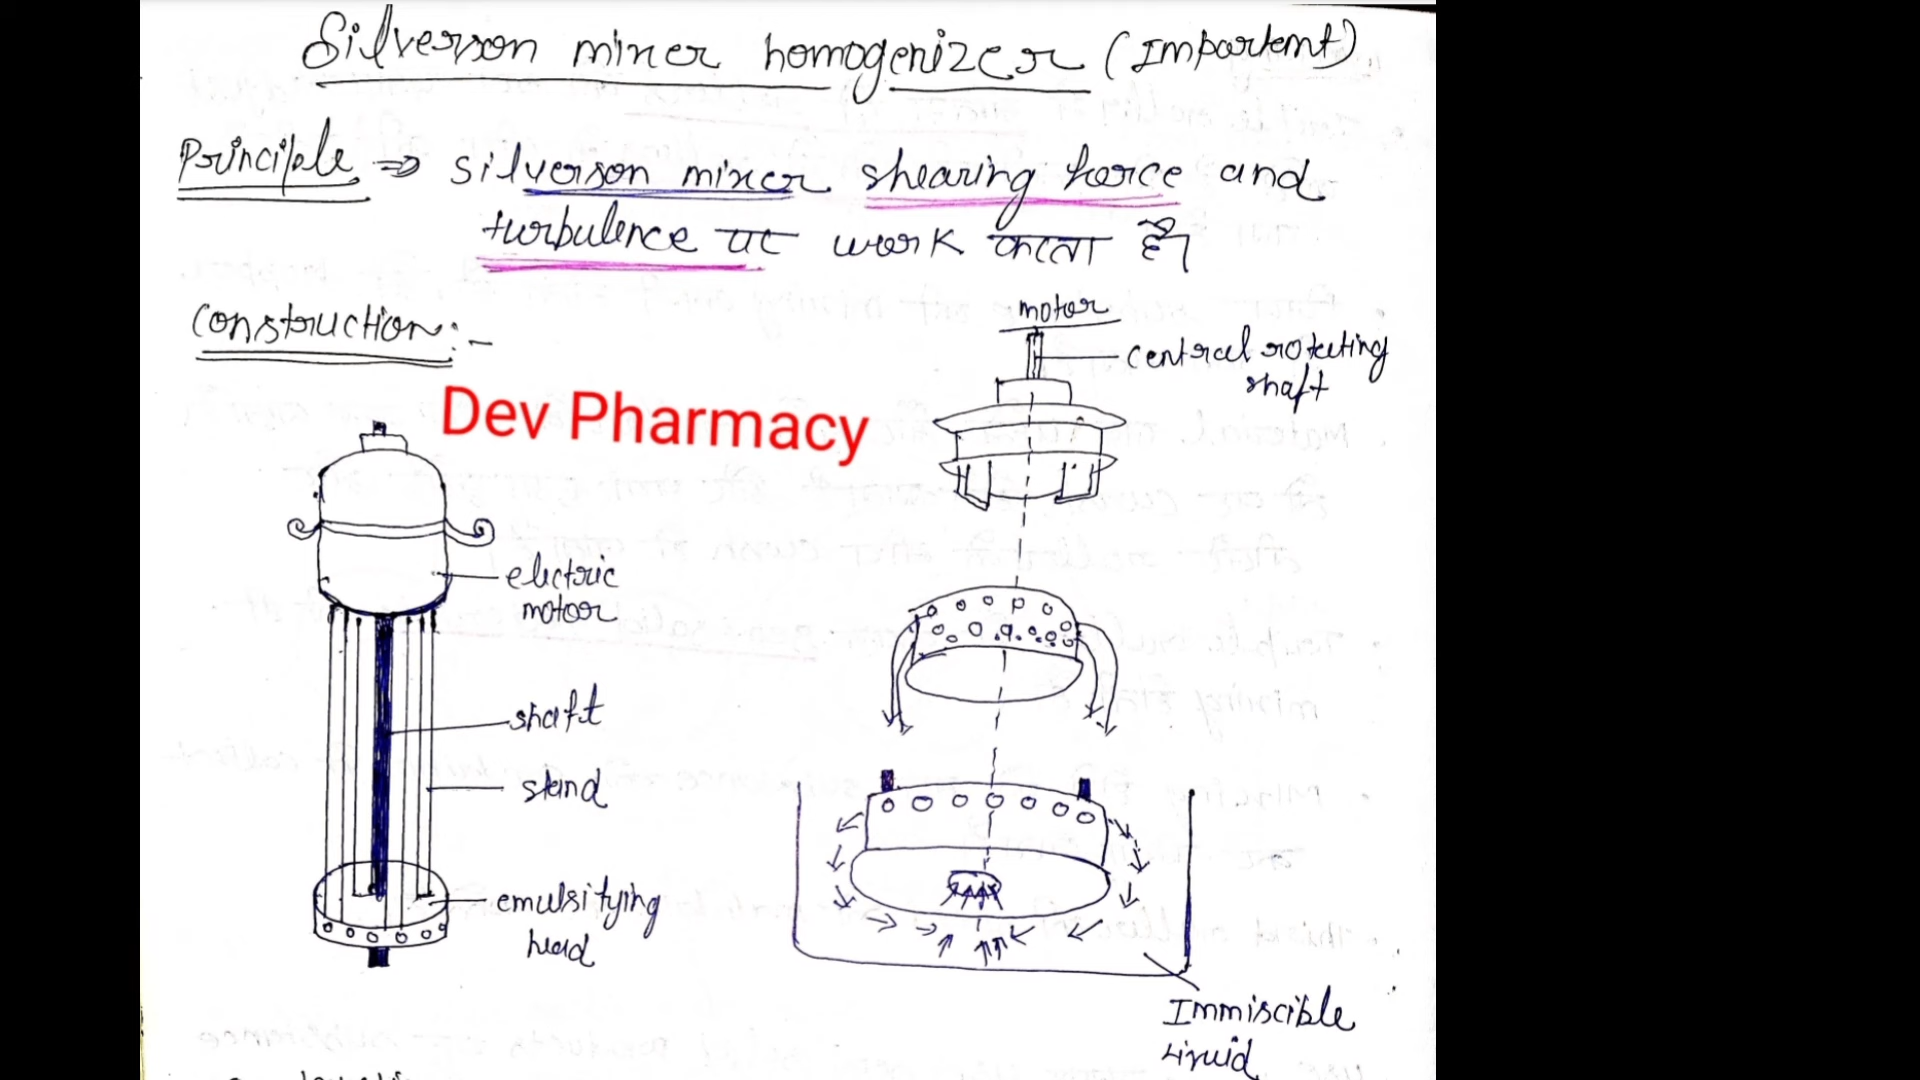 Silverson mixer homogenizer (Important)
Principle ⇒ Silverson mixer shearing force and
turbulence पर work करता है।
Construction:-
motor
central rotating
shaft
Dev Pharmacy
electric
motor
shaft
stand
emulsifying
head
Immiscible
Liquid